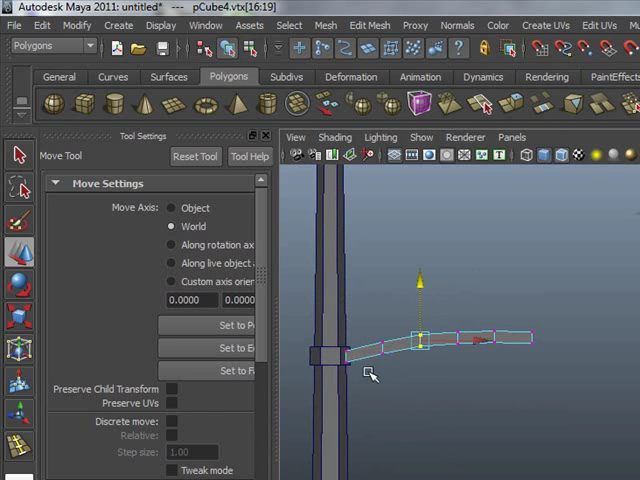 Autodesk Maya 2011: untitled* --- pCube4.vtx[16:19]
File Edit Modify Create Display Window Assets Select Mesh Edit Mesh Proxy Normals Color Create UVs Edit UVs
Polygons
General Curves Surfaces Polygons Subdivs Deformation Animation Dynamics Rendering PaintEffects
Tool Settings
View Shading Lighting Show Renderer Panels
Move Tool Reset Tool Tool Help
Move Settings
Move Axis: Object
World
Along rotation ax
Along live object
Custom axis orien
0.0000 0.000
Set to P
Set to E
Set to F
Preserve Child Transform
Preserve UVs
Discrete move:
Relative:
Step size: 1.00
Tweak mode